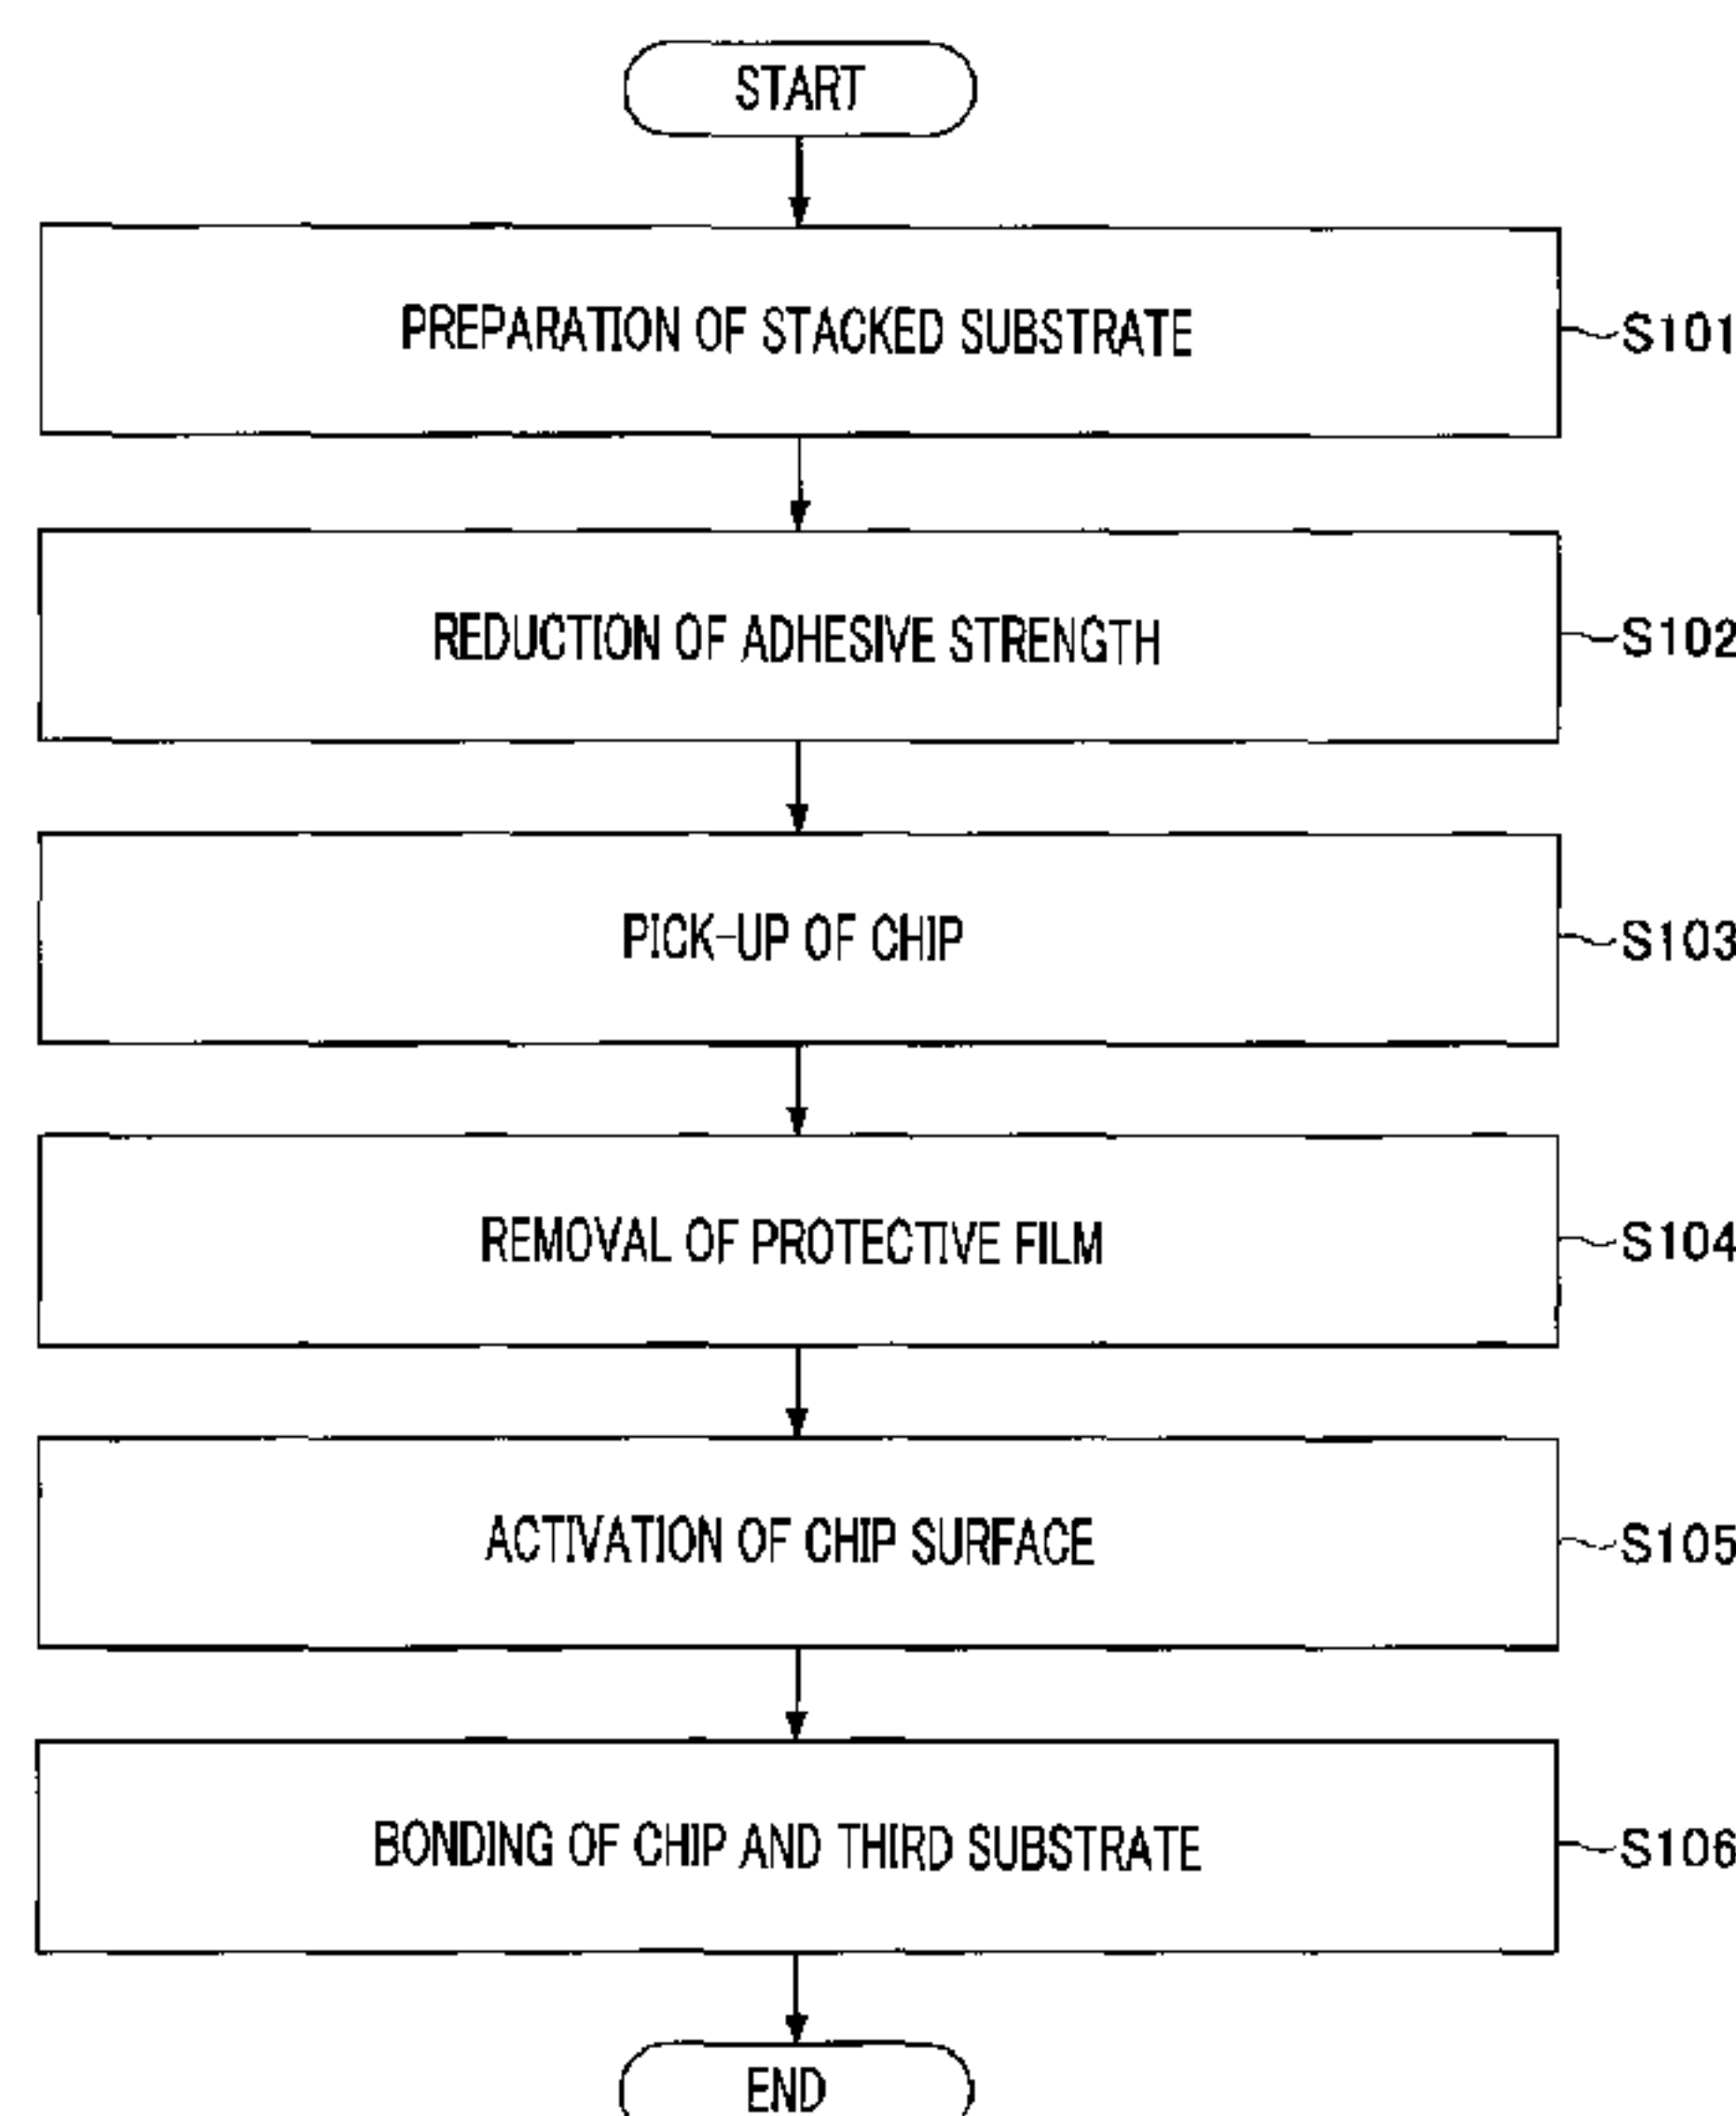 START
PREPARATION OF STACKED SUBSTRATE
S101
REDUCTION OF ADHESIVE STRENGTH
S102
PICK-UP OF CHIP
S103
REMOVAL OF PROTECTIVE FILM
S104
ACTIVATION OF CHIP SURFACE
S105
BONDING OF CHIP AND THIRD SUBSTRATE
S106
END